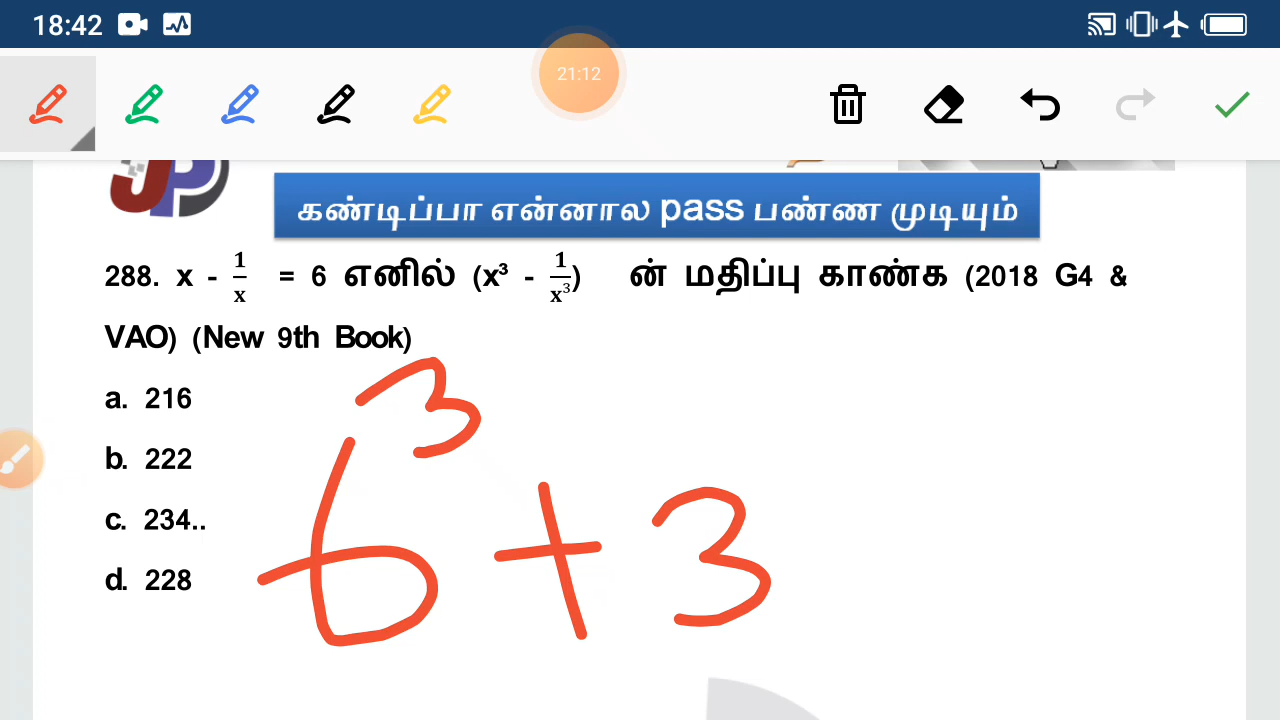 18:42
21:12
JP
கண்டிப்பா என்னால pass பண்ண முடியும்
288. x - 1/x = 6 எனில் (x³ - 1/x³) ன் மதிப்பு காண்க (2018 G4 &
VAO) (New 9th Book)
a. 216
b. 222
c. 234..
d. 228
6³ + 3